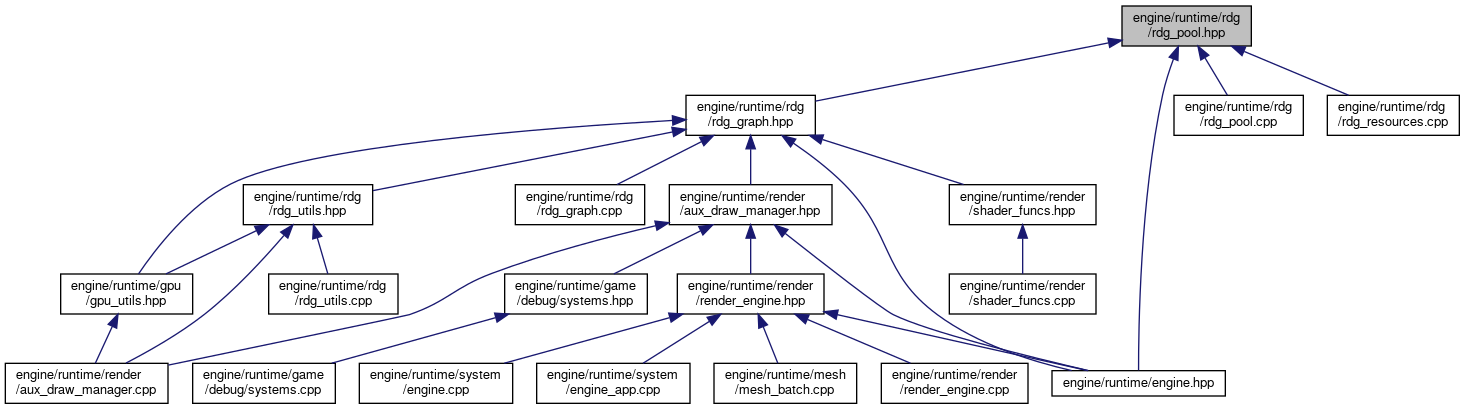 engine/runtime/rdg
/rdg_pool.hpp
engine/runtime/rdg
/rdg_graph.hpp
engine/runtime/rdg
/rdg_pool.cpp
engine/runtime/rdg
/rdg_resources.cpp
engine/runtime/rdg
/rdg_utils.hpp
engine/runtime/rdg
/rdg_graph.cpp
engine/runtime/render
/aux_draw_manager.hpp
engine/runtime/render
/shader_funcs.hpp
engine/runtime/gpu
/gpu_utils.hpp
engine/runtime/rdg
/rdg_utils.cpp
engine/runtime/game
/debug/systems.hpp
engine/runtime/render
/render_engine.hpp
engine/runtime/render
/shader_funcs.cpp
engine/runtime/render
/aux_draw_manager.cpp
engine/runtime/game
/debug/systems.cpp
engine/runtime/system
/engine.cpp
engine/runtime/system
/engine_app.cpp
engine/runtime/mesh
/mesh_batch.cpp
engine/runtime/render
/render_engine.cpp
engine/runtime/engine.hpp